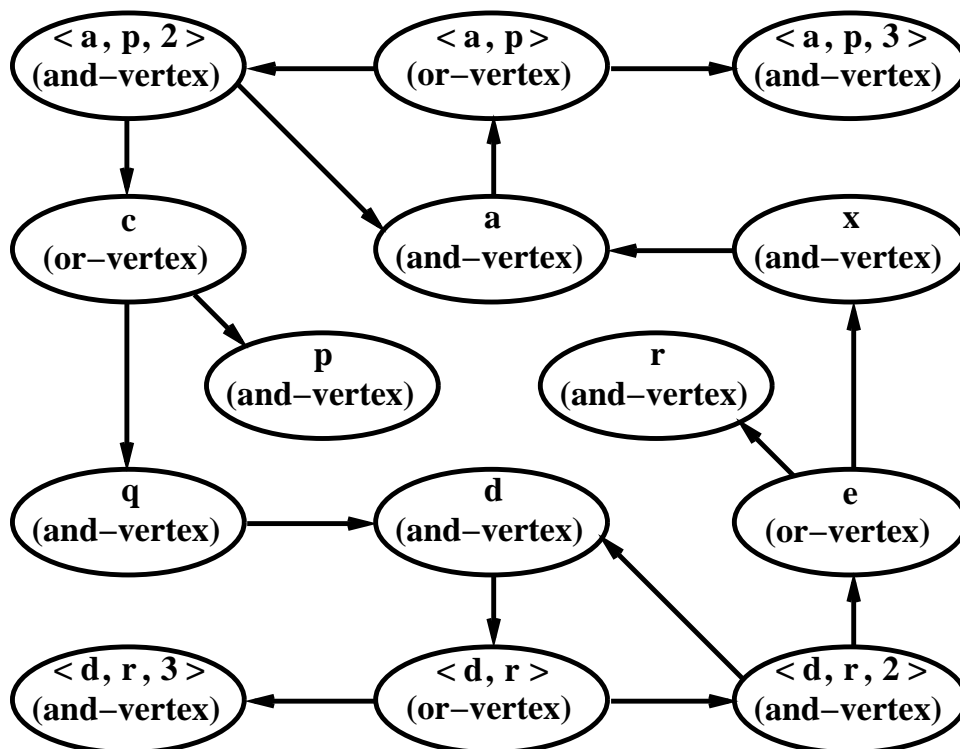 < a, p, 2 >
(and−vertex)
< a, p >
(or−vertex)
< a, p, 3 >
(and−vertex)
c
(or−vertex)
a
(and−vertex)
x
(and−vertex)
p
(and−vertex)
r
(and−vertex)
q
(and−vertex)
d
(and−vertex)
e
(or−vertex)
< d, r, 3 >
(and−vertex)
< d, r >
(or−vertex)
< d, r, 2 >
(and−vertex)